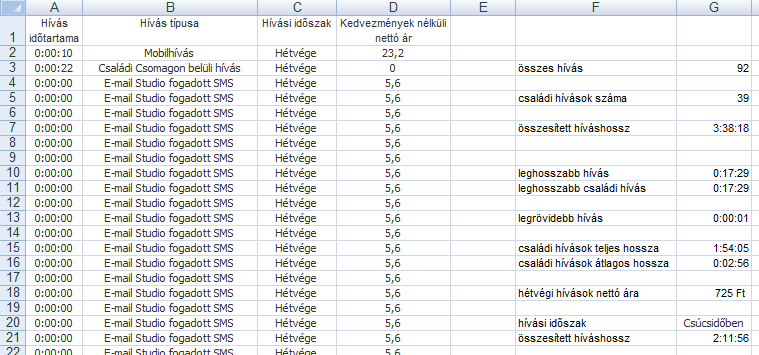 A B C D E F G
Hívás Hívás típusa Hívási időszak Kedvezmények nélküli
1 időtartama nettó ár
2 0:00:10 Mobilhívás Hétvége 23,2
3 0:00:22 Családi Csomagon belüli hívás Hétvége 0 összes hívás 92
4 0:00:00 E-mail Studio fogadott SMS Hétvége 5,6
5 0:00:00 E-mail Studio fogadott SMS Hétvége 5,6 családi hívások száma 39
6 0:00:00 E-mail Studio fogadott SMS Hétvége 5,6
7 0:00:00 E-mail Studio fogadott SMS Hétvége 5,6 összesített híváshossz 3:38:18
8 0:00:00 E-mail Studio fogadott SMS Hétvége 5,6
9 0:00:00 E-mail Studio fogadott SMS Hétvége 5,6
10 0:00:00 E-mail Studio fogadott SMS Hétvége 5,6 leghosszabb hívás 0:17:29
11 0:00:00 E-mail Studio fogadott SMS Hétvége 5,6 leghosszabb családi hívás 0:17:29
12 0:00:00 E-mail Studio fogadott SMS Hétvége 5,6
13 0:00:00 E-mail Studio fogadott SMS Hétvége 5,6 legrövidebb hívás 0:00:01
14 0:00:00 E-mail Studio fogadott SMS Hétvége 5,6
15 0:00:00 E-mail Studio fogadott SMS Hétvége 5,6 családi hívások teljes hossza 1:54:05
16 0:00:00 E-mail Studio fogadott SMS Hétvége 5,6 családi hívások átlagos hossza 0:02:56
17 0:00:00 E-mail Studio fogadott SMS Hétvége 5,6
18 0:00:00 E-mail Studio fogadott SMS Hétvége 5,6 hétvégi hívások nettó ára 725 Ft
19 0:00:00 E-mail Studio fogadott SMS Hétvége 5,6
20 0:00:00 E-mail Studio fogadott SMS Hétvége 5,6 hívási időszak Csúcsidőben
21 0:00:00 E-mail Studio fogadott SMS Hétvége 5,6 összesített híváshossz 2:11:56
22 0:00:00 E-mail Studio fogadott SMS Hétvége 5,6